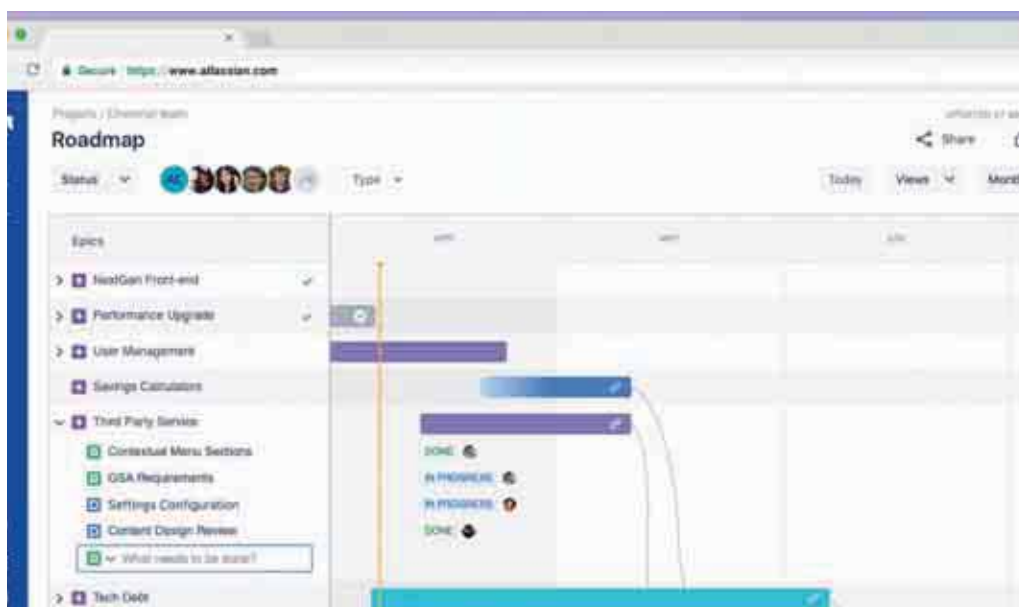 Secure https://www.atlassian.com
Projects /
Roadmap
Share
Status
Type
Today Views Month
Epics
NextGen Front-end
Performance Upgrade
User Management
Savings Calculators
Third Party Service
Contextual Menu Sections
DONE
GSA Requirements
IN PROGRESS
Settings Configuration
IN PROGRESS
Content Design Review
DONE
What needs to be done?
Tech Debt